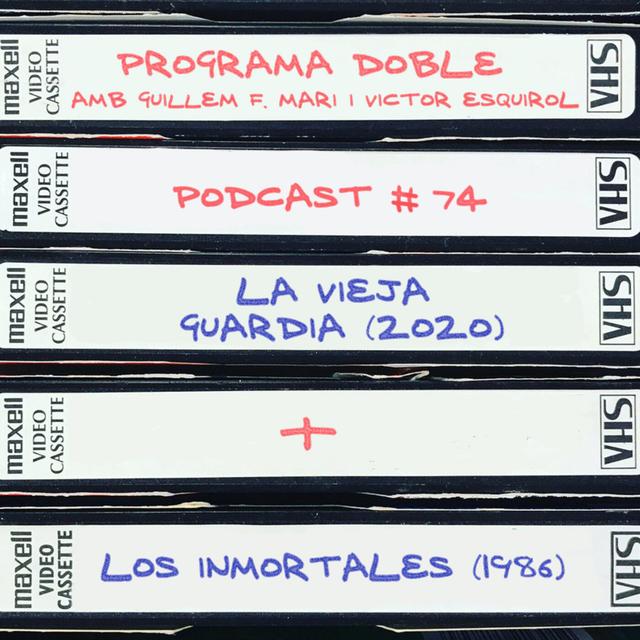 maxell
VIDEO
CASSETTE
PROGRAMA DOBLE
AMB GUILLEM F. MARI I VICTOR ESQUIROL
VHS
maxell
VIDEO
CASSETTE
PODCAST # 74
VHS
maxell
VIDEO
CASSETTE
LA VIEJA
GUARDIA (2020)
VHS
maxell
VIDEO
CASSETTE
+
VHS
maxell
VIDEO
CASSETTE
LOS INMORTALES (1986)
VHS